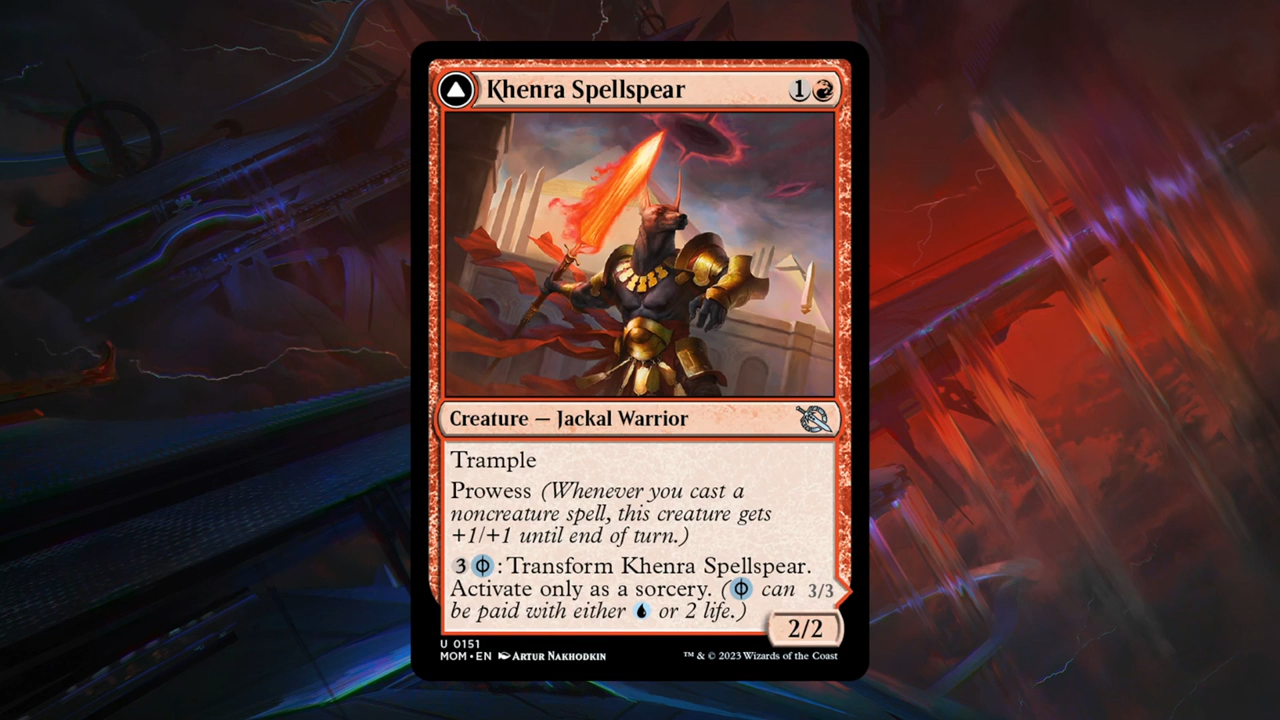 Khenra Spellspear 1
Creature — Jackal Warrior
Trample
Prowess (Whenever you cast a
noncreature spell, this creature gets
+1/+1 until end of turn.)
3 : Transform Khenra Spellspear.
Activate only as a sorcery. ( can 3/3
be paid with either or 2 life.)
2/2
U 0151
MOM • EN Artur Nakhodkin ™ & © 2023 Wizards of the Coast